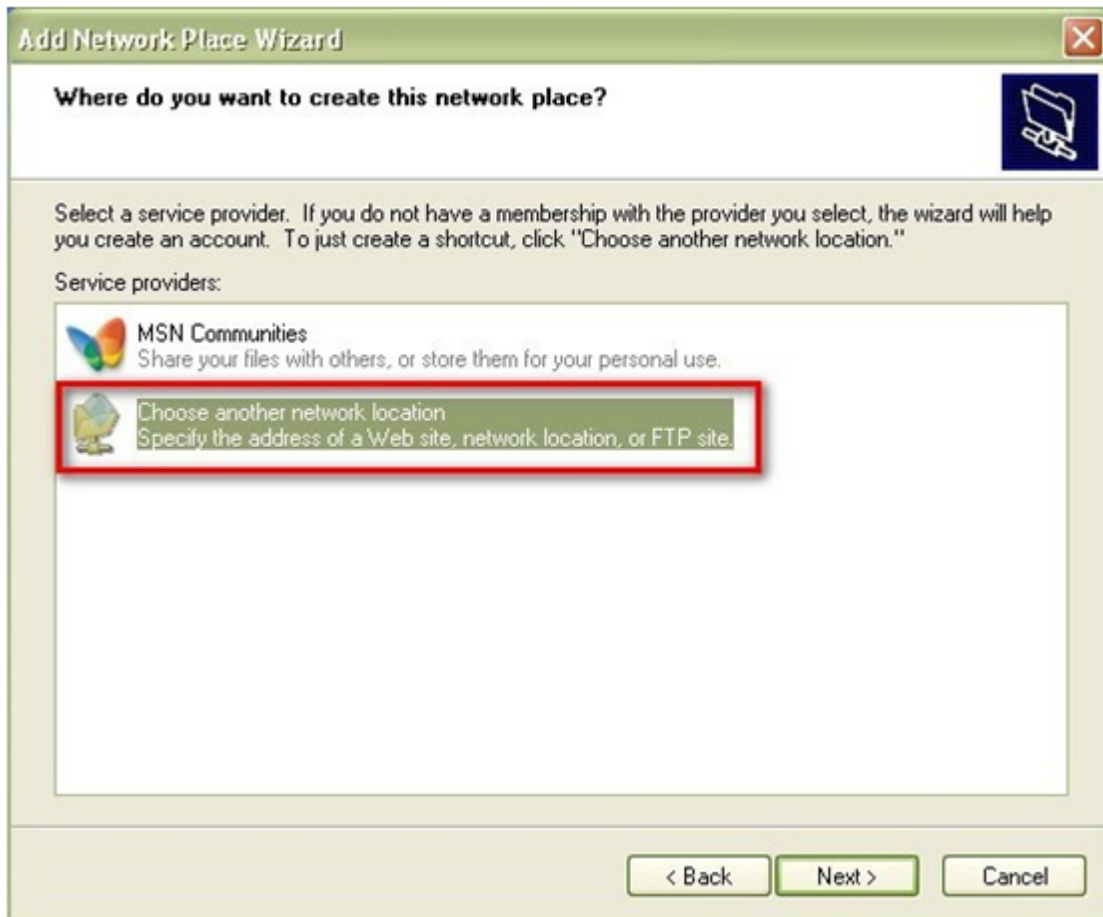 Add Network Place Wizard
Where do you want to create this network place?
Select a service provider.  If you do not have a membership with the provider you select, the wizard will help
you create an account.  To just create a shortcut, click "Choose another network location."
Service providers:
MSN Communities
Share your files with others, or store them for your personal use.
Choose another network location
Specify the address of a Web site, network location, or FTP site.
< Back
Next >
Cancel